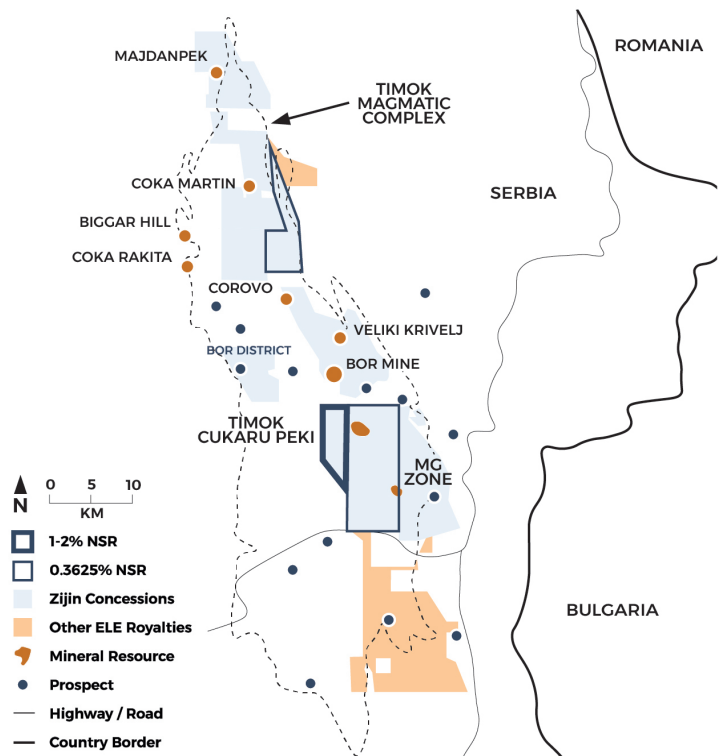 MAJDANPEK
ROMANIA
TIMOK
MAGMATIC
COMPLEX
COKA MARTIN
SERBIA
BIGGAR HILL
COKA RAKITA
COROVO
VELIKI KRIVELJ
BOR DISTRICT
BOR MINE
TIMOK
CUKARU PEKI
MG
ZONE
N
0 5 10
KM
1-2% NSR
0.3625% NSR
Zijin Concessions
Other ELE Royalties
Mineral Resource
Prospect
Highway / Road
Country Border
BULGARIA